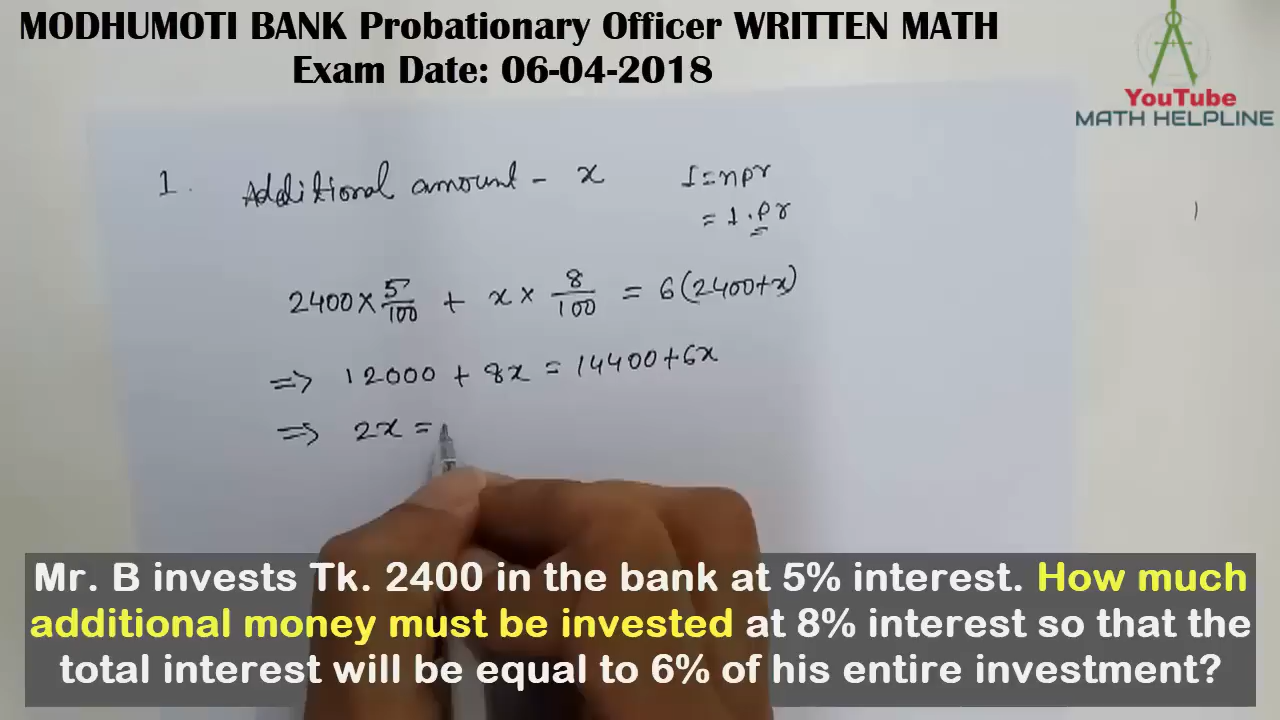 MODHUMOTI BANK Probationary Officer WRITTEN MATH
Exam Date: 06-04-2018
YouTube
MATH HELPLINE
1. Additional amount - x
I=npr
= 1.pr
2400 × 5/100 + x × 8/100 = 6(2400+x)
=> 12000 + 8x = 14400+6x
=> 2x =
Mr. B invests Tk. 2400 in the bank at 5% interest. How much
additional money must be invested at 8% interest so that the
total interest will be equal to 6% of his entire investment?